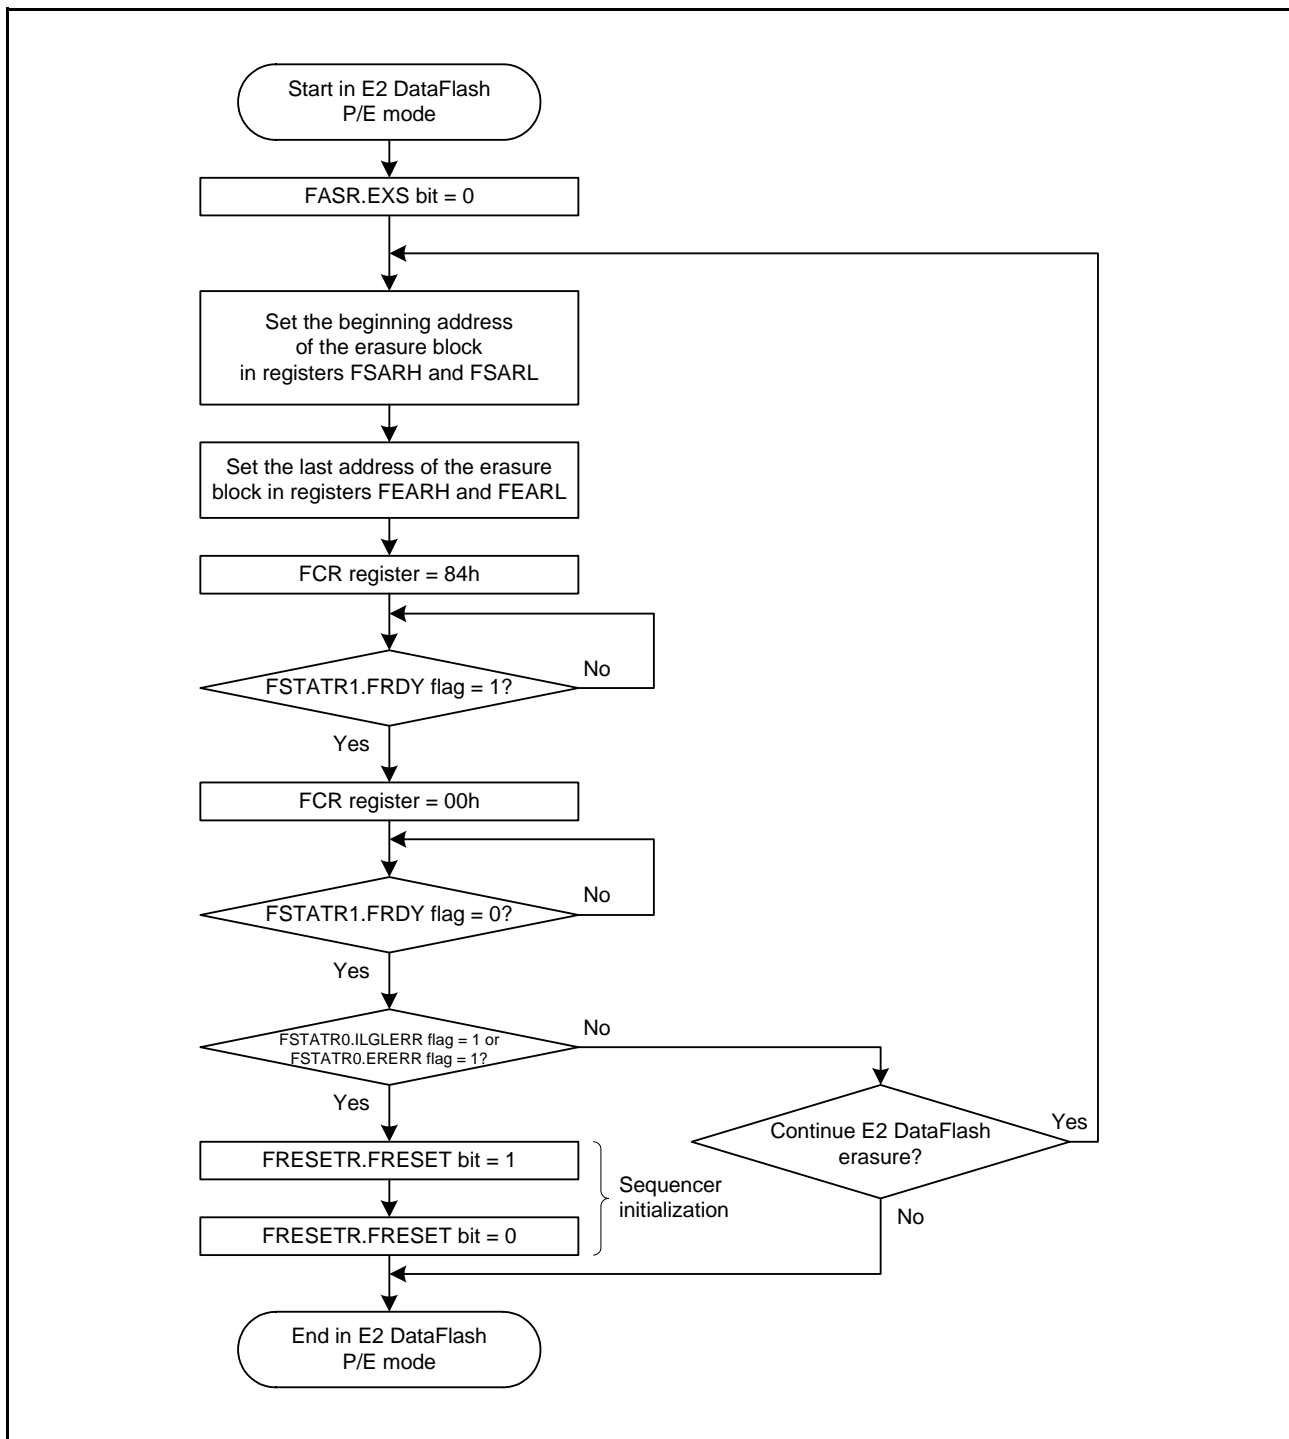 Start in E2 DataFlash
P/E mode
FASR.EXS bit = 0
Set the beginning address
of the erasure block
in registers FSARH and FSARL
Set the last address of the erasure
block in registers FEARH and FEARL
FCR register = 84h
FSTATR1.FRDY flag = 1?
No
Yes
FCR register = 00h
FSTATR1.FRDY flag = 0?
No
Yes
FSTATR0.ILGLERR flag = 1 or
FSTATR0.ERERR flag = 1?
No
Yes
Continue E2 DataFlash
erasure?
Yes
No
FRESETR.FRESET bit = 1
FRESETR.FRESET bit = 0
Sequencer
initialization
End in E2 DataFlash
P/E mode